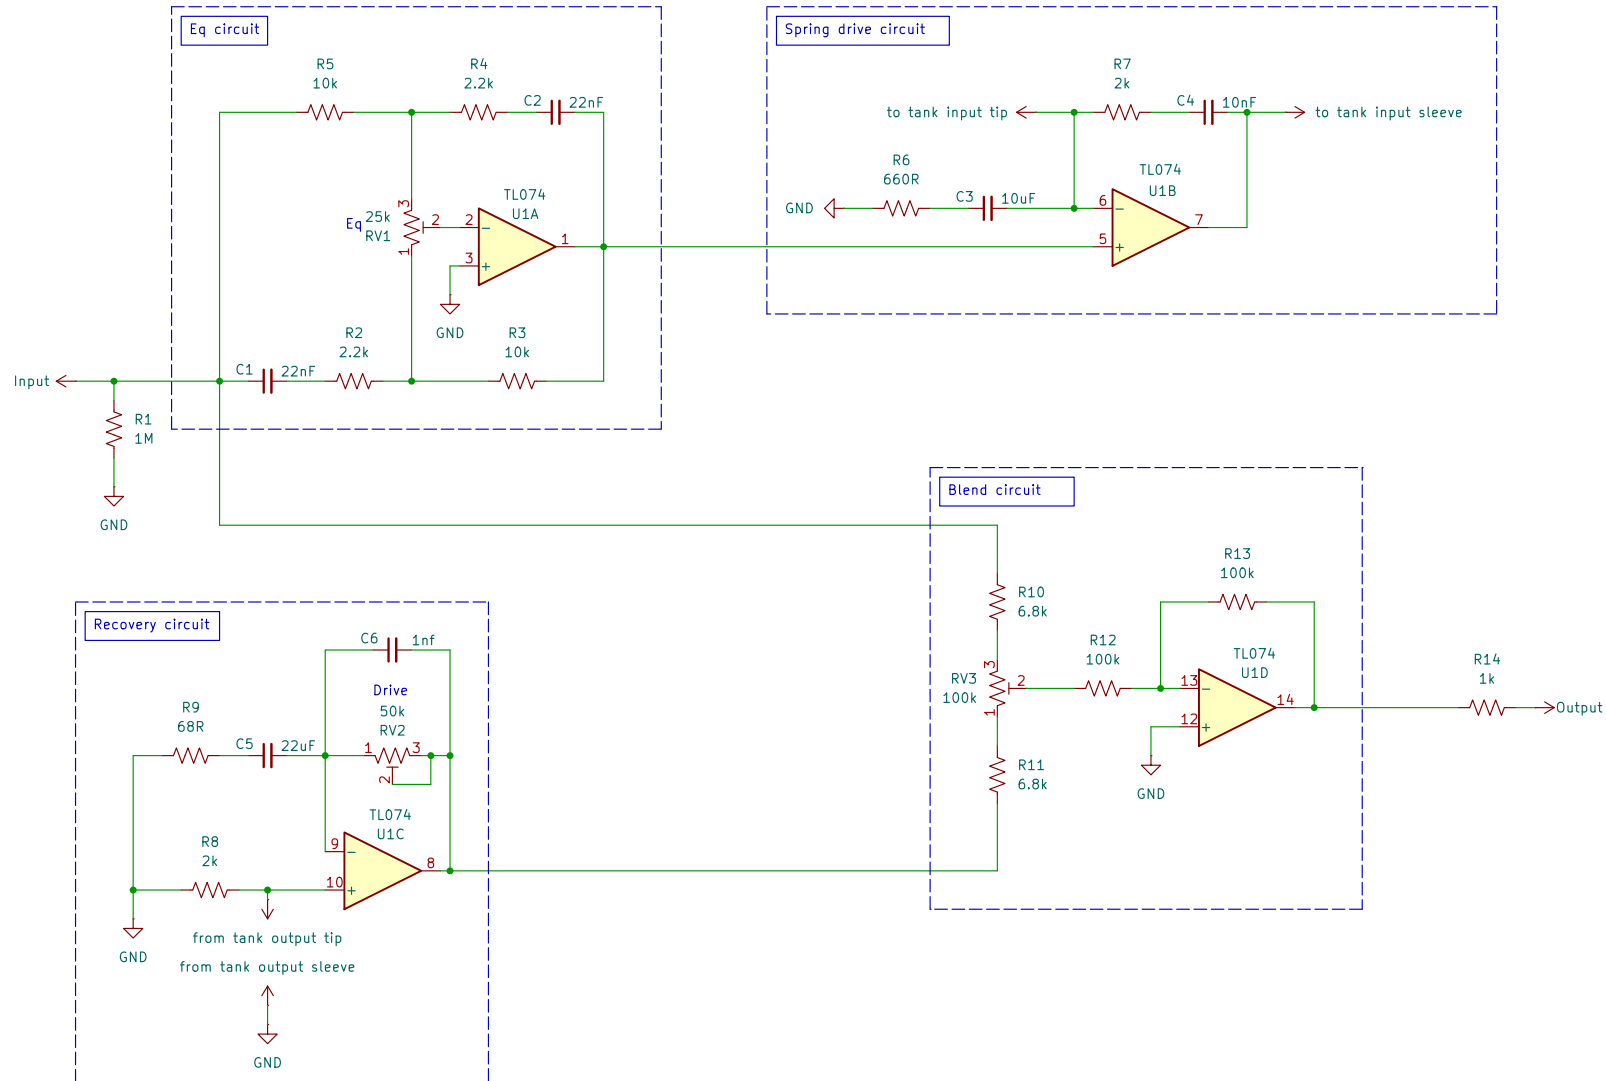 Eq circuit
R5
10k
R4
2.2k
C2 22nF
Eq
25k
RV1
3
2
1
TL074
U1A
2
3
1
−
+
GND
R2
2.2k
R3
10k
C1 22nF
Input
R1
1M
GND
Spring drive circuit
R7
2k
C4 10nF
to tank input tip
to tank input sleeve
R6
660R
C3 10uF
GND
TL074
U1B
6
5
7
−
+
Blend circuit
R10
6.8k
RV3
100k
3
2
1
R11
6.8k
R12
100k
R13
100k
TL074
U1D
13
12
14
−
+
GND
R14
1k
Output
Recovery circuit
C6 1nf
Drive
50k
RV2
1
3
2
R9
68R
C5 22uF
TL074
U1C
9
10
8
−
+
R8
2k
GND
from tank output tip
from tank output sleeve
GND